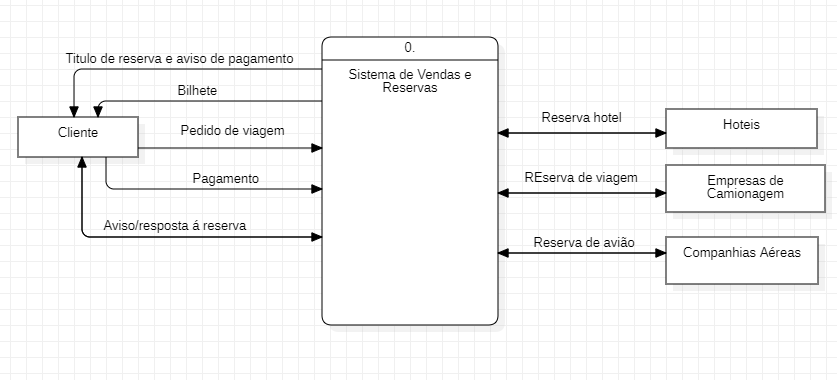 0.
Titulo de reserva e aviso de pagamento
Sistema de Vendas e
Reservas
Bilhete
Cliente
Pedido de viagem
Pagamento
Aviso/resposta á reserva
Reserva hotel
Hoteis
REserva de viagem
Empresas de
Camionagem
Reserva de avião
Companhias Aéreas